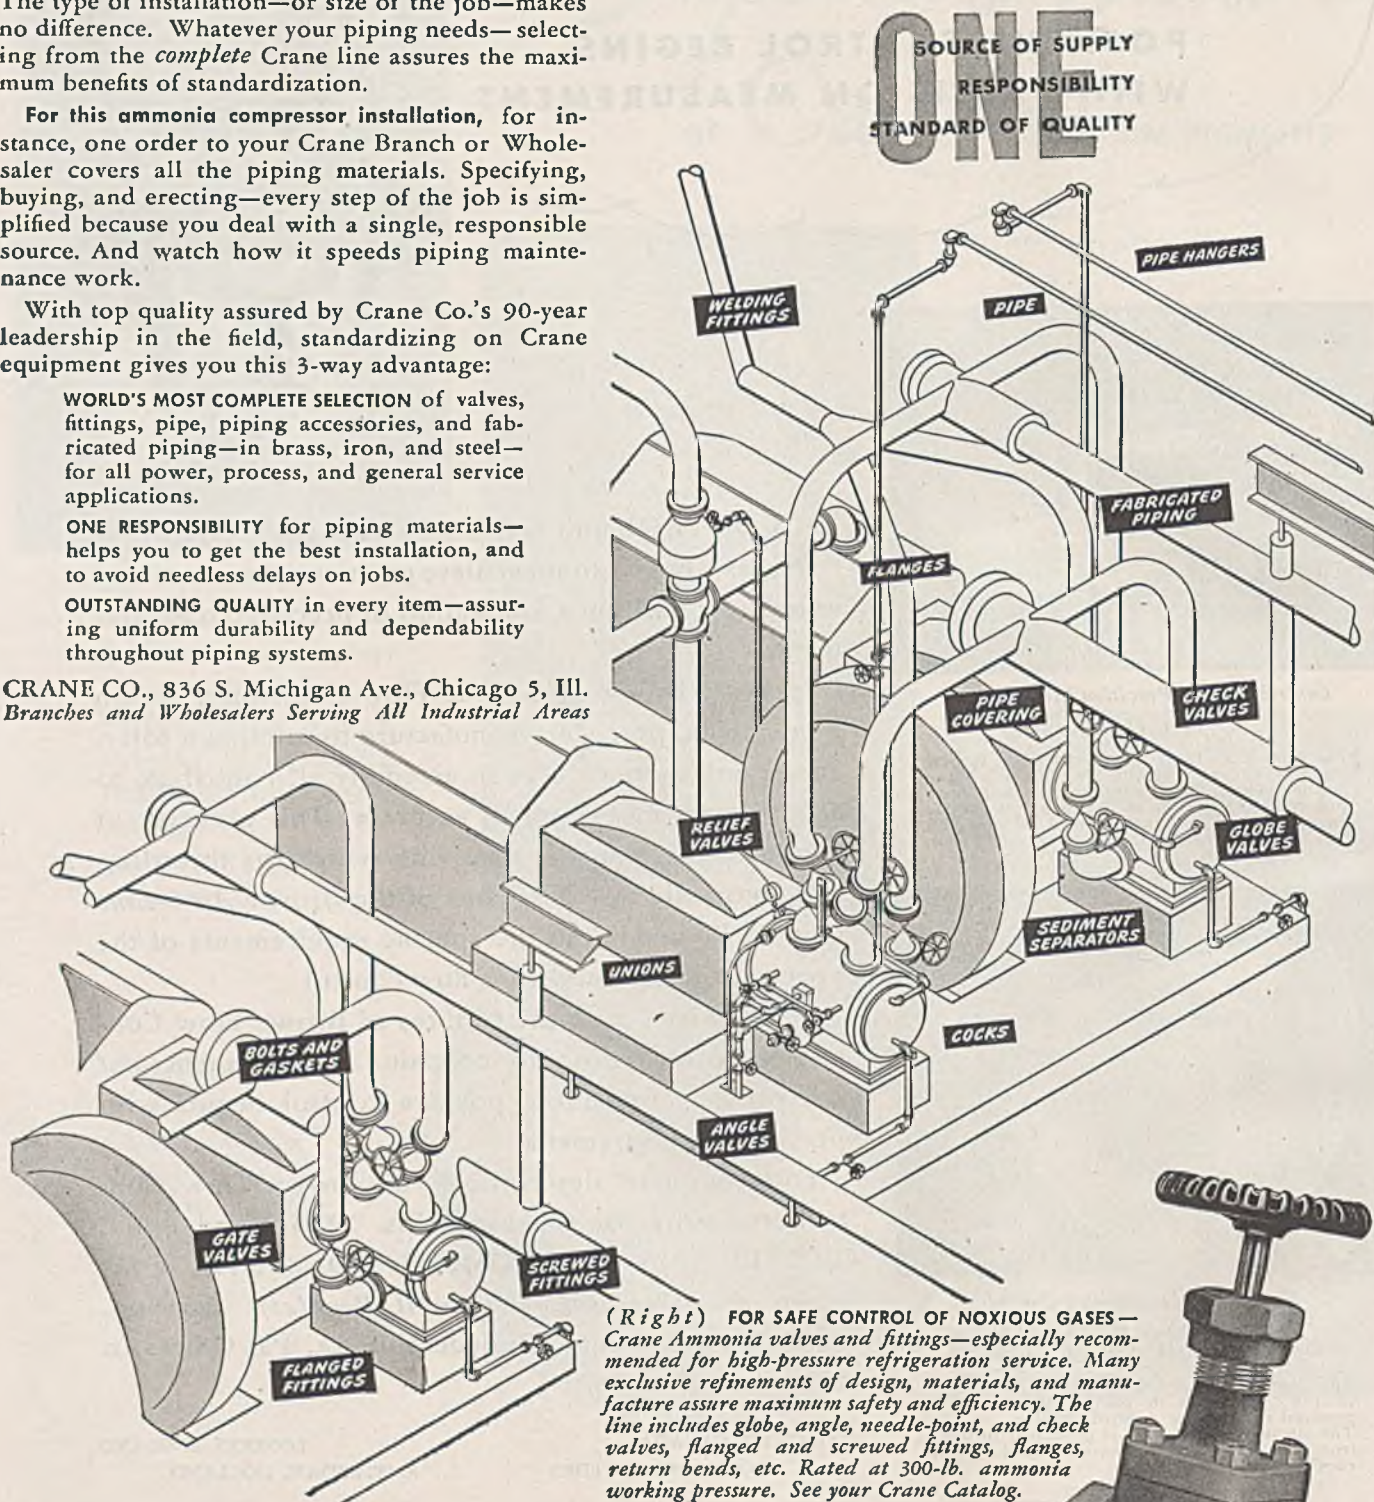 The type of installation—or size of the job—makes
no difference. Whatever your piping needs—select-
ing from the complete Crane line assures the maxi-
mum benefits of standardization.
For this ammonia compressor installation, for in-
stance, one order to your Crane Branch or Whole-
saler covers all the piping materials. Specifying,
buying, and erecting—every step of the job is sim-
plified because you deal with a single, responsible
source. And watch how it speeds piping mainte-
nance work.
With top quality assured by Crane Co.'s 90-year
leadership in the field, standardizing on Crane
equipment gives you this 3-way advantage:
WORLD'S MOST COMPLETE SELECTION of valves,
fittings, pipe, piping accessories, and fab-
ricated piping—in brass, iron, and steel—
for all power, process, and general service
applications.
ONE RESPONSIBILITY for piping materials—
helps you to get the best installation, and
to avoid needless delays on jobs.
OUTSTANDING QUALITY in every item—assur-
ing uniform durability and dependability
throughout piping systems.
CRANE CO., 836 S. Michigan Ave., Chicago 5, Ill.
Branches and Wholesalers Serving All Industrial Areas
ONE
SOURCE OF SUPPLY
RESPONSIBILITY
STANDARD OF QUALITY
PIPE HANGERS
WELDING
FITTINGS
PIPE
FABRICATED
PIPING
FLANGES
PIPE
COVERING
CHECK
VALVES
RELIEF
VALVES
GLOBE
VALVES
SEDIMENT
SEPARATORS
UNIONS
COCKS
BOLTS AND
GASKETS
ANGLE
VALVES
GATE
VALVES
SCREWED
FITTINGS
FLANGED
FITTINGS
(Right) FOR SAFE CONTROL OF NOXIOUS GASES—
Crane Ammonia valves and fittings—especially recom-
mended for high-pressure refrigeration service. Many
exclusive refinements of design, materials, and manu-
facture assure maximum safety and efficiency. The
line includes globe, angle, needle-point, and check
valves, flanged and screwed fittings, flanges,
return bends, etc. Rated at 300-lb. ammonia
working pressure. See your Crane Catalog.